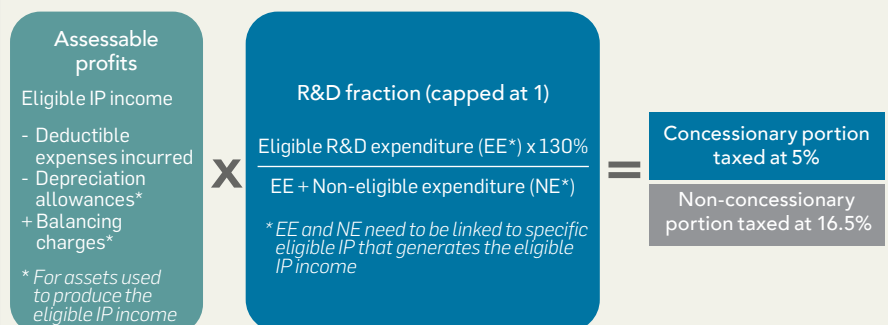 Assessable
profits
Eligible IP income
- Deductible
expenses incurred
- Depreciation
allowances*
+ Balancing
charges*
* For assets used
to produce the
eligible IP income
X
R&D fraction (capped at 1)
Eligible R&D expenditure (EE*) x 130%
EE + Non-eligible expenditure (NE*)
* EE and NE need to be linked to specific
eligible IP that generates the eligible
IP income
=
Concessionary portion
taxed at 5%
Non-concessionary
portion taxed at 16.5%